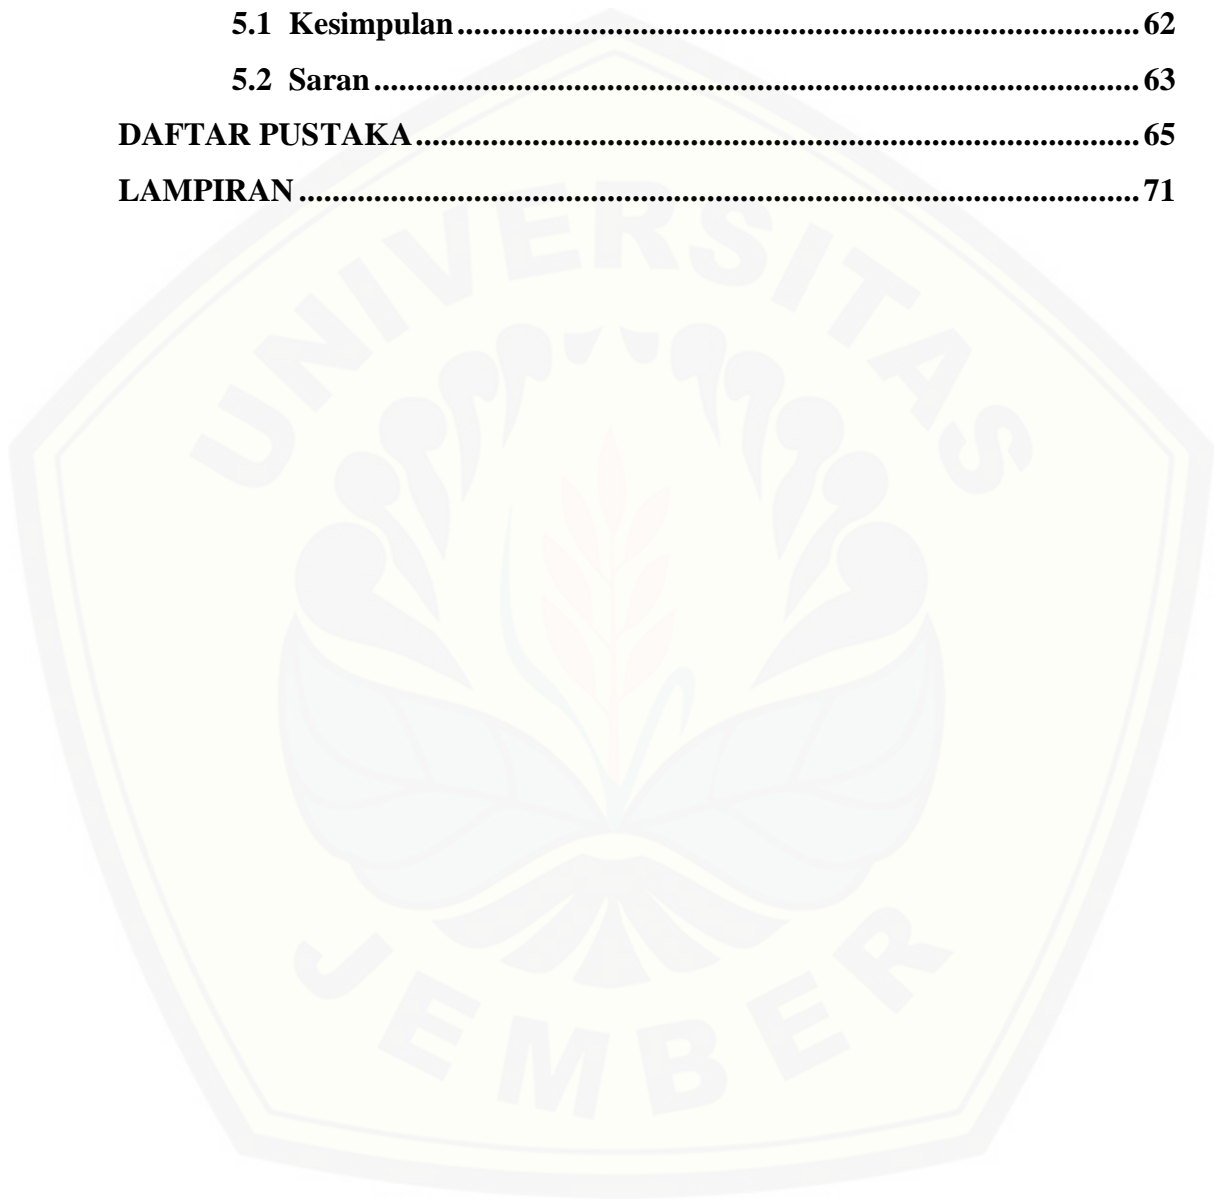 5.1 Kesimpulan.................................................................................... 62
5.2 Saran............................................................................................... 63
DAFTAR PUSTAKA......................................................................................... 65
LAMPIRAN....................................................................................................... 71
UNIVERSITAS
JEMBER